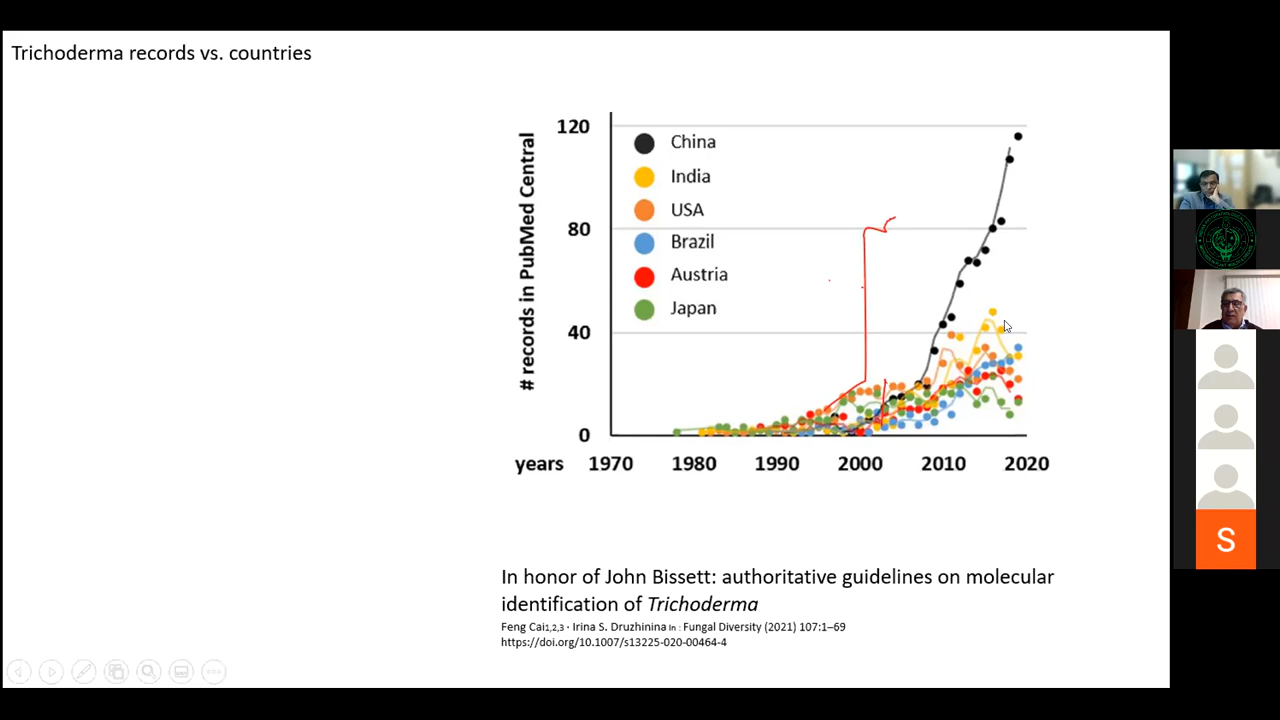 Trichoderma records vs. countries
# records in PubMed Central
120
80
40
0
China
India
USA
Brazil
Austria
Japan
years 1970 1980 1990 2000 2010 2020
In honor of John Bissett: authoritative guidelines on molecular
identification of Trichoderma
Feng Cai1,2,3 · Irina S. Druzhinina In : Fungal Diversity (2021) 107:1–69
https://doi.org/10.1007/s13225-020-00464-4
S